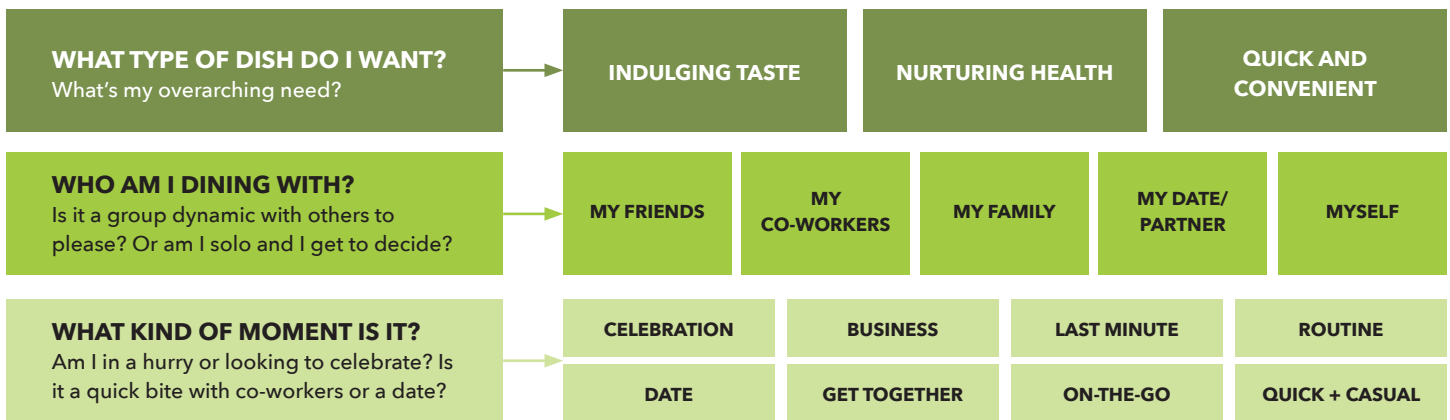 WHAT TYPE OF DISH DO I WANT?
What's my overarching need?
INDULGING TASTE
NURTURING HEALTH
QUICK AND
CONVENIENT
WHO AM I DINING WITH?
Is it a group dynamic with others to
please? Or am I solo and I get to decide?
MY FRIENDS
MY
CO-WORKERS
MY FAMILY
MY DATE/
PARTNER
MYSELF
WHAT KIND OF MOMENT IS IT?
Am I in a hurry or looking to celebrate? Is
it a quick bite with co-workers or a date?
CELEBRATION
BUSINESS
LAST MINUTE
ROUTINE
DATE
GET TOGETHER
ON-THE-GO
QUICK + CASUAL